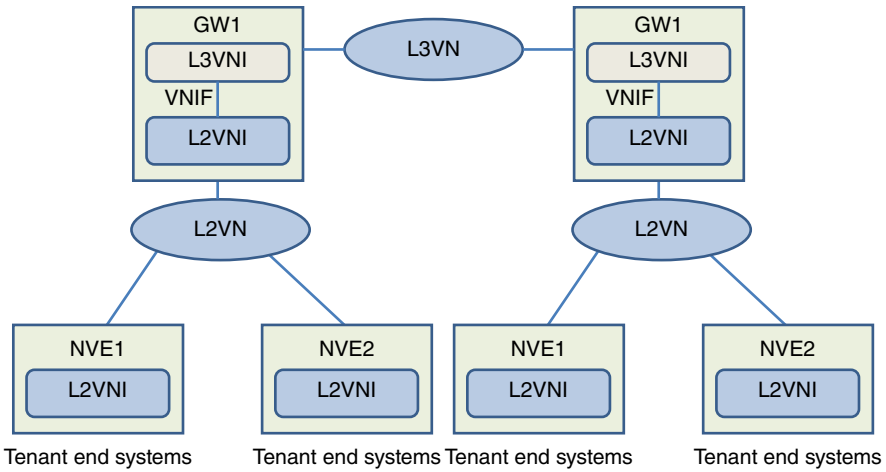 GW1
L3VNI
VNIF
L2VNI
L3VN
GW1
L3VNI
VNIF
L2VNI
L2VN
L2VN
NVE1
L2VNI
NVE2
L2VNI
NVE1
L2VNI
NVE2
L2VNI
Tenant end systems
Tenant end systems
Tenant end systems
Tenant end systems